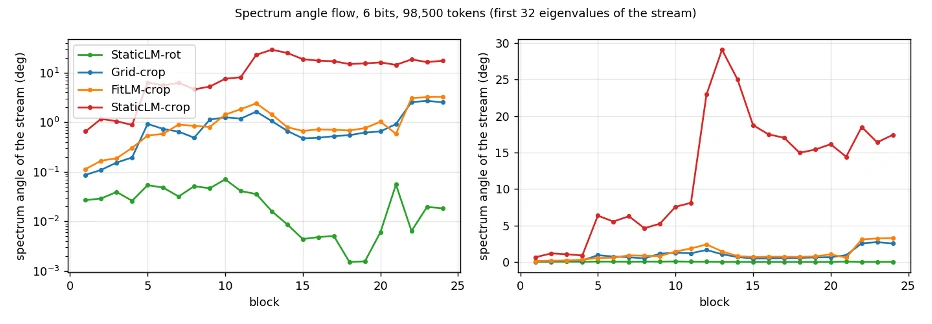 Spectrum angle flow, 6 bits, 98,500 tokens (first 32 eigenvalues of the stream)
spectrum angle of the stream (deg)
10^1
10^0
10^-1
10^-2
10^-3
StaticLM-rot
Grid-crop
FitLM-crop
StaticLM-crop
0 5 10 15 20 25
block
spectrum angle of the stream (deg)
30
25
20
15
10
5
0
0 5 10 15 20 25
block